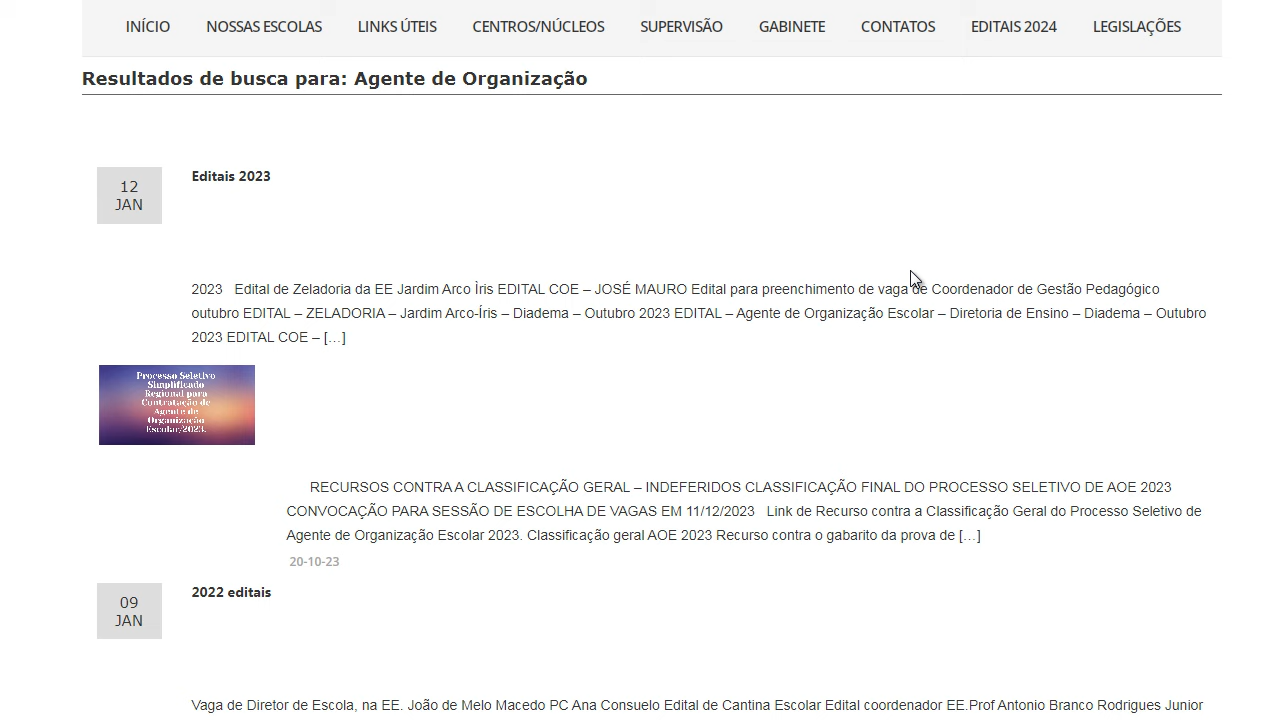 INÍCIO NOSSAS ESCOLAS LINKS ÚTEIS CENTROS/NÚCLEOS SUPERVISÃO GABINETE CONTATOS EDITAIS 2024 LEGISLAÇÕES
Resultados de busca para: Agente de Organização
12
JAN
Editais 2023
2023 Edital de Zeladoria da EE Jardim Arco Ìris EDITAL COE – JOSÉ MAURO Edital para preenchimento de vaga de Coordenador de Gestão Pedagógico
outubro EDITAL – ZELADORIA – Jardim Arco-Íris – Diadema – Outubro 2023 EDITAL – Agente de Organização Escolar – Diretoria de Ensino – Diadema – Outubro
2023 EDITAL COE – […]
Processo Seletivo
Simplificado
Regional para
Contratação de
Agente de
Organização
Escolar/2023.
RECURSOS CONTRA A CLASSIFICAÇÃO GERAL – INDEFERIDOS CLASSIFICAÇÃO FINAL DO PROCESSO SELETIVO DE AOE 2023
CONVOCAÇÃO PARA SESSÃO DE ESCOLHA DE VAGAS EM 11/12/2023 Link de Recurso contra a Classificação Geral do Processo Seletivo de
Agente de Organização Escolar 2023. Classificação geral AOE 2023 Recurso contra o gabarito da prova de […]
20-10-23
09
JAN
2022 editais
Vaga de Diretor de Escola, na EE. João de Melo Macedo PC Ana Consuelo Edital de Cantina Escolar Edital coordenador EE.Prof Antonio Branco Rodrigues Junior